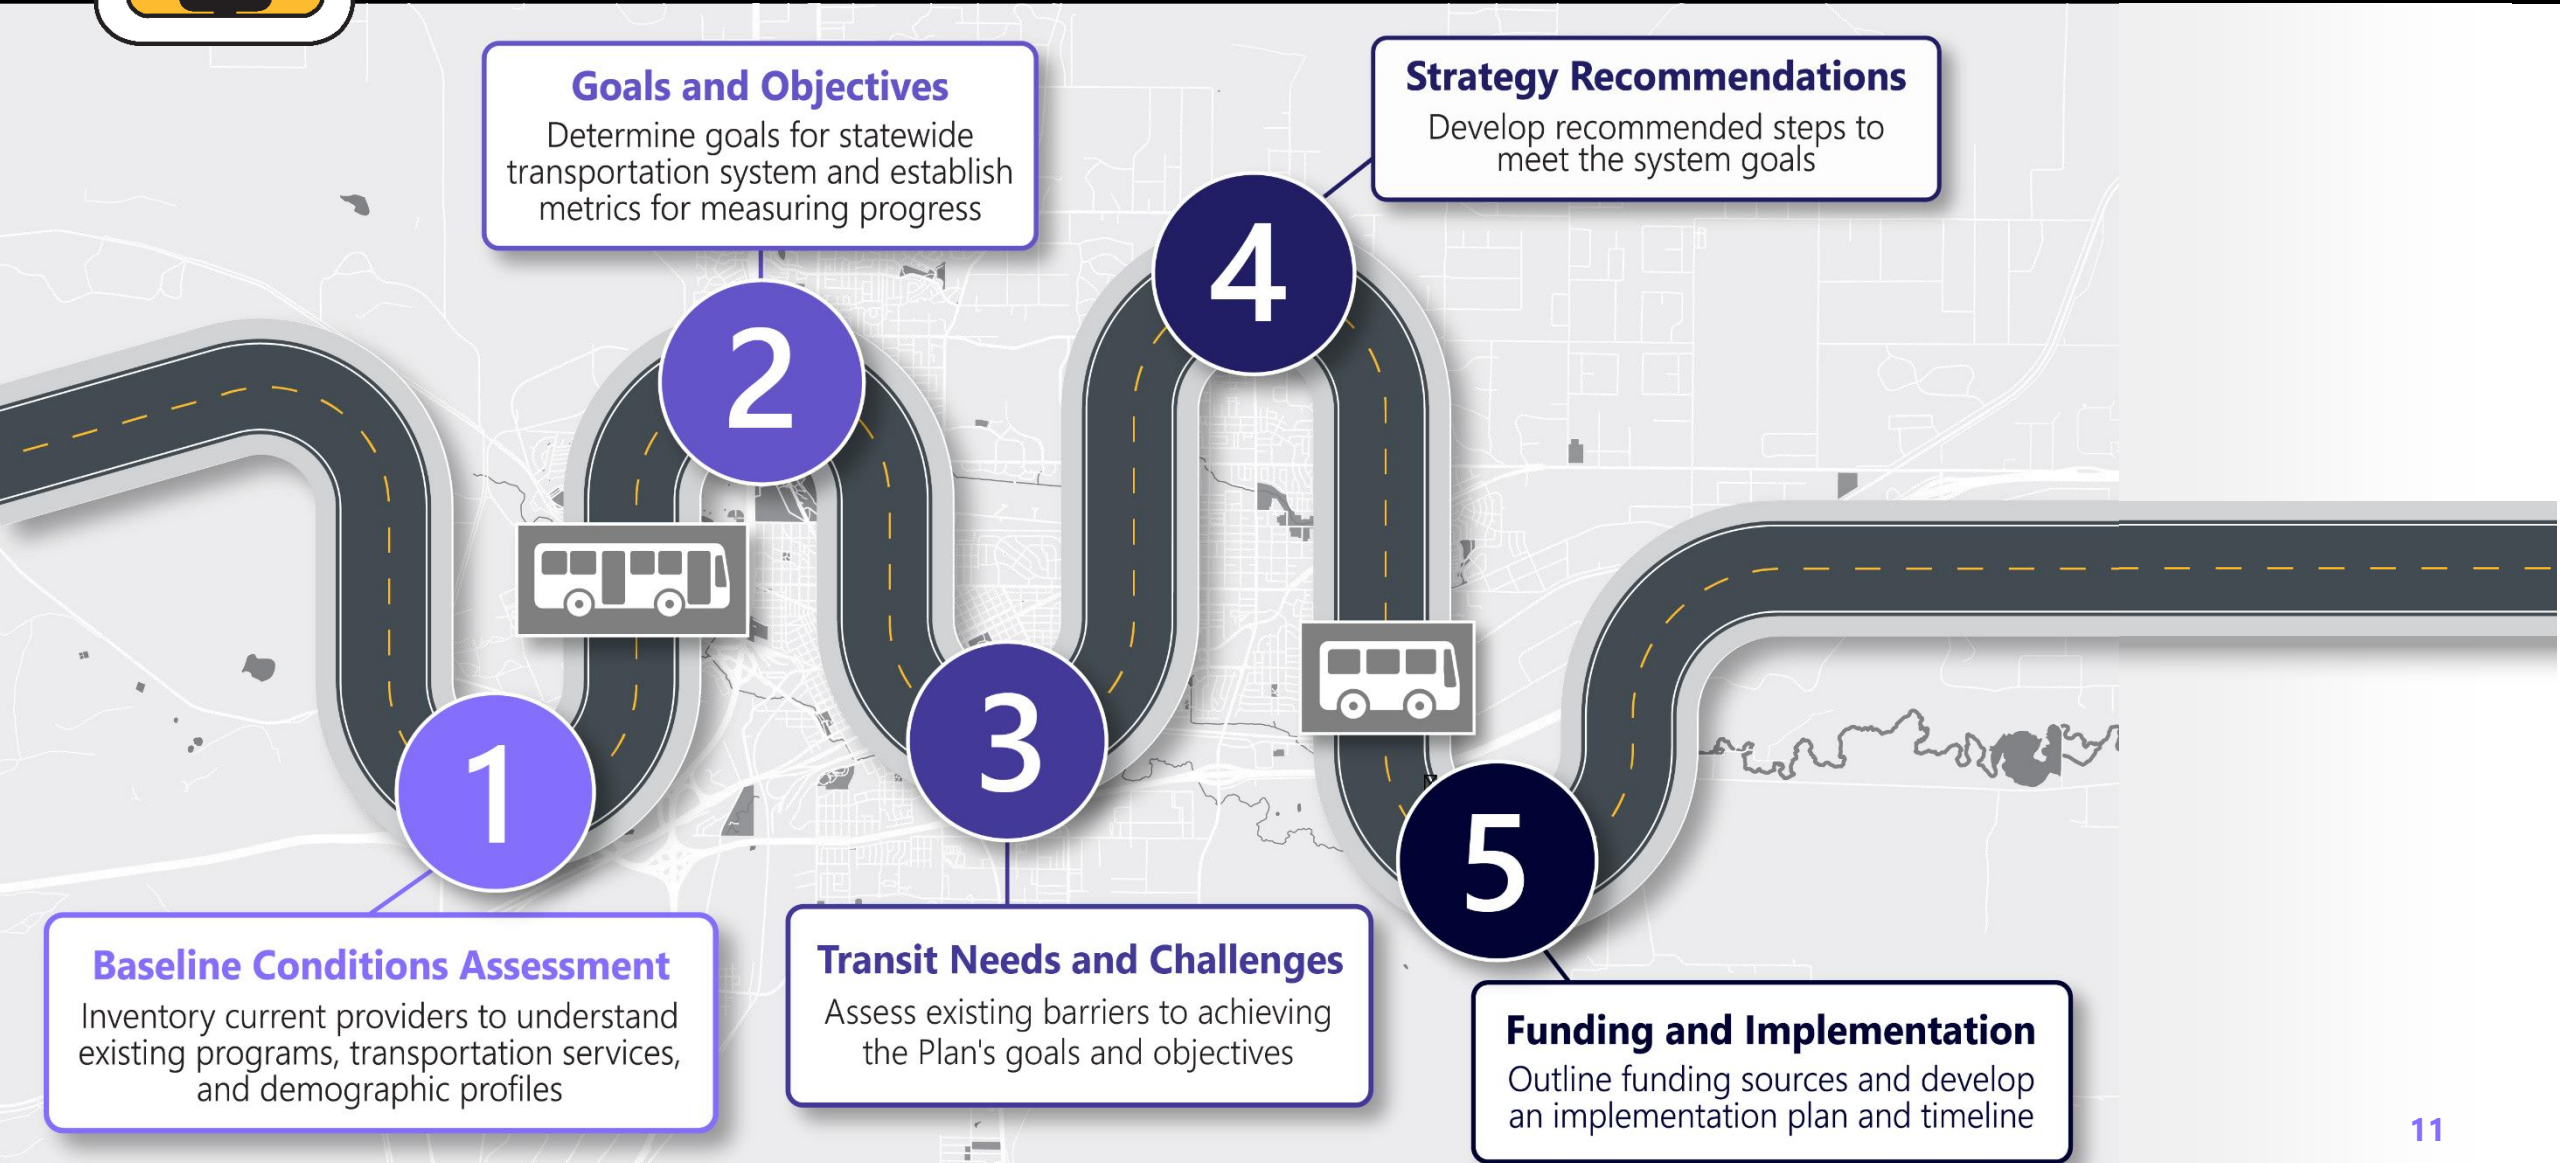 Goals and Objectives
Determine goals for statewide
transportation system and establish
metrics for measuring progress
Strategy Recommendations
Develop recommended steps to
meet the system goals
4
2
3
1
5
Baseline Conditions Assessment
Inventory current providers to understand
existing programs, transportation services,
and demographic profiles
Transit Needs and Challenges
Assess existing barriers to achieving
the Plan's goals and objectives
Funding and Implementation
Outline funding sources and develop
an implementation plan and timeline
11